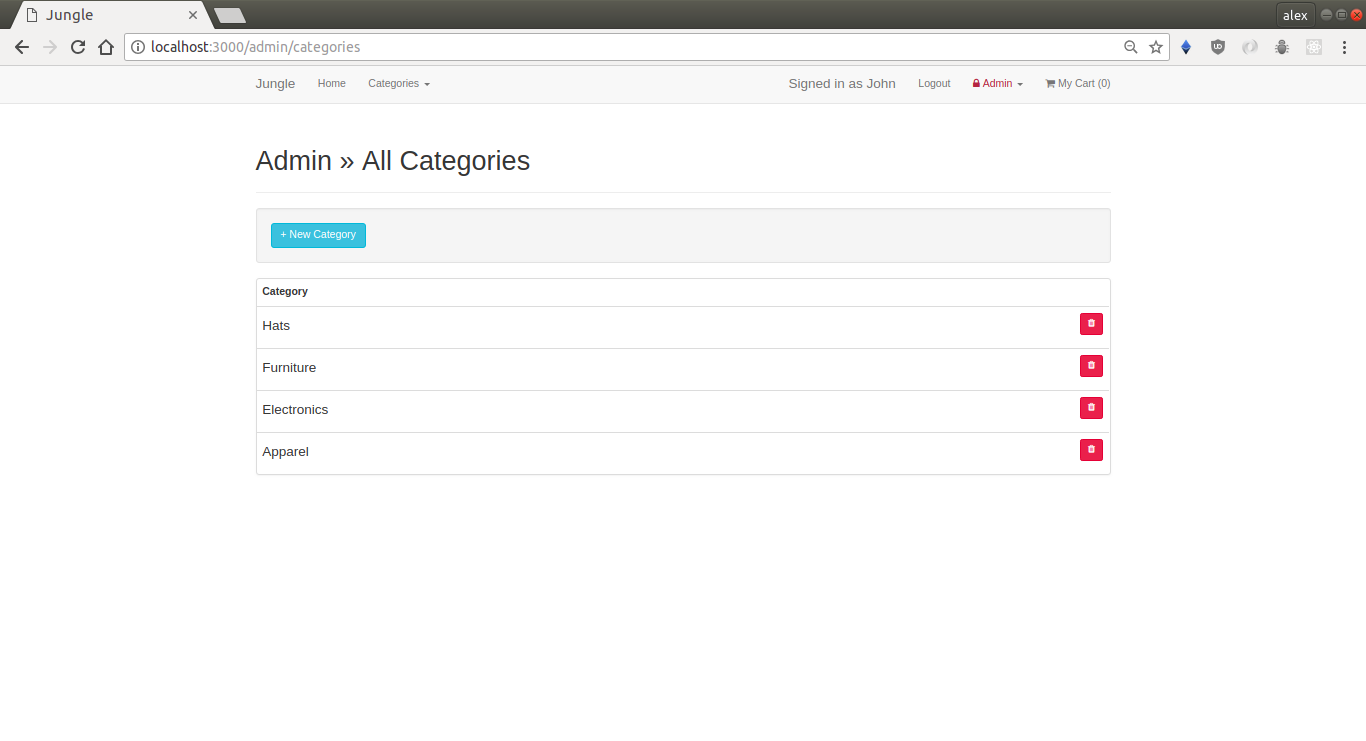 Jungle
alex
localhost:3000/admin/categories
Jungle Home Categories Signed in as John Logout Admin My Cart (0)
Admin » All Categories
+ New Category
Category
Hats
Furniture
Electronics
Apparel